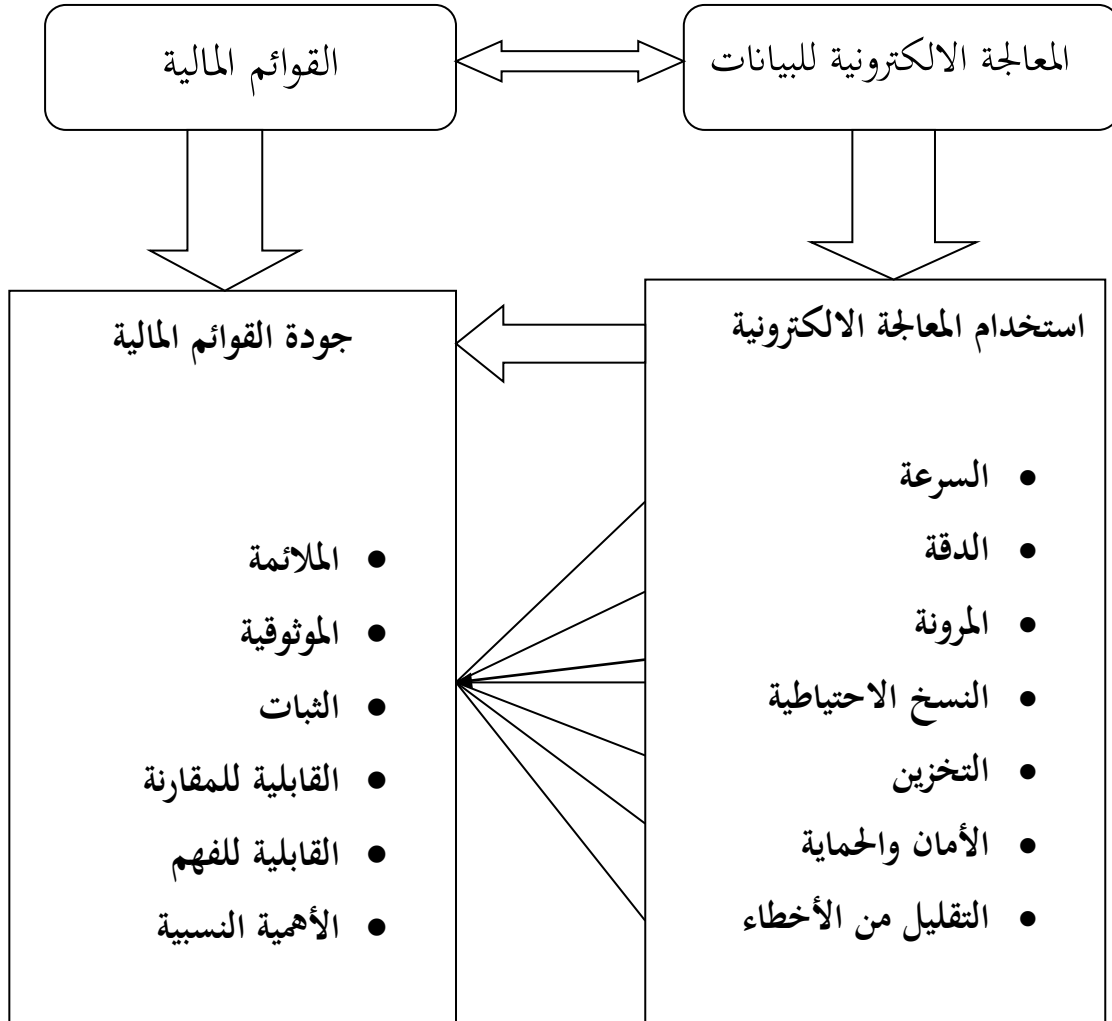 المعالجة الالكترونية للبيانات
القوائم المالية
استخدام المعالجة الالكترونية
• السرعة
• الدقة
• المرونة
• النسخ الاحتياطية
• التخزين
• الأمان والحماية
• التقليل من الأخطاء
جودة القوائم المالية
• الملائمة
• الموثوقية
• الثبات
• القابلية للمقارنة
• القابلية للفهم
• الأهمية النسبية